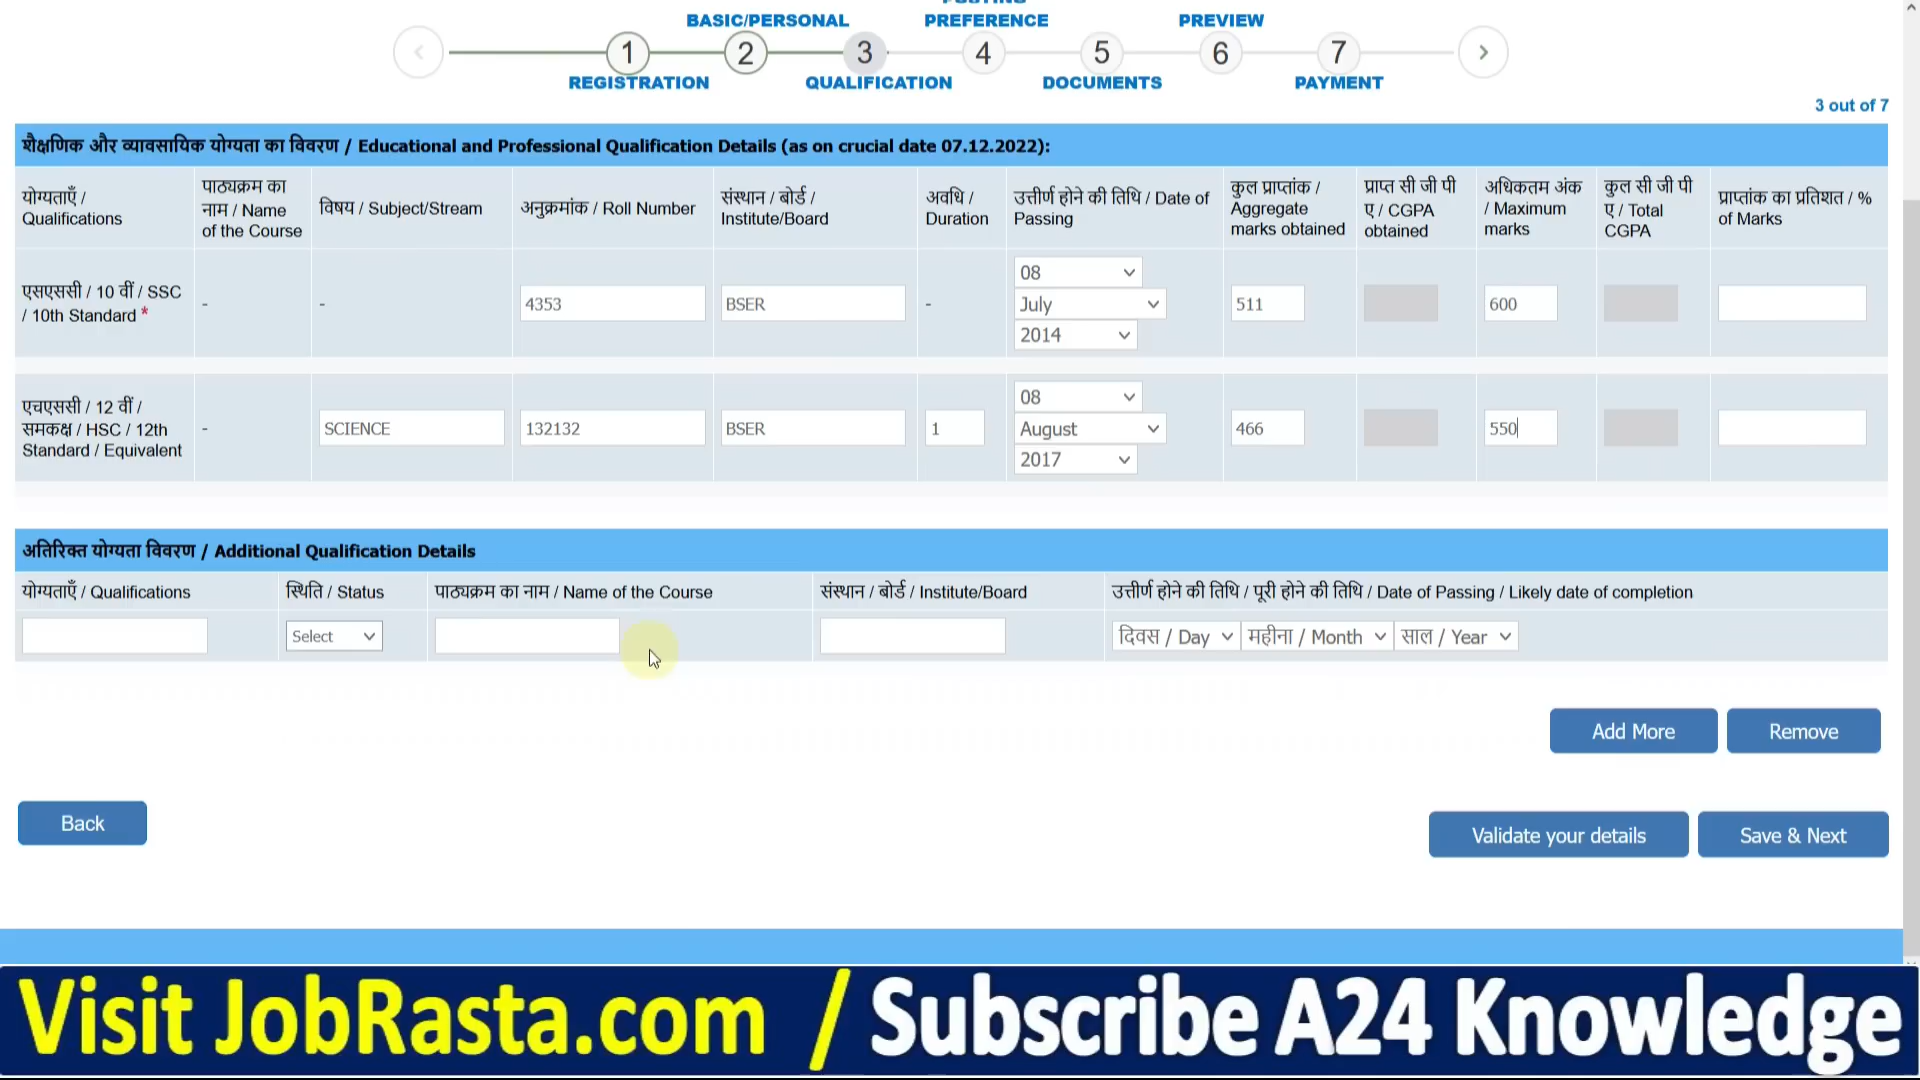 BASIC/PERSONAL
PREFERENCE
PREVIEW
1
2
3
4
5
6
7
REGISTRATION
QUALIFICATION
DOCUMENTS
PAYMENT
3 out of 7
शैक्षणिक और व्यावसायिक योग्यता का विवरण / Educational and Professional Qualification Details (as on crucial date 07.12.2022):
योग्यताएँ /
Qualifications
पाठ्यक्रम का
नाम / Name
of the Course
विषय / Subject/Stream
अनुक्रमांक / Roll Number
संस्थान / बोर्ड /
Institute/Board
अवधि /
Duration
उत्तीर्ण होने की तिथि / Date of
Passing
कुल प्राप्तांक /
Aggregate
marks obtained
प्राप्त सी जी पी
ए / CGPA
obtained
अधिकतम अंक
/ Maximum
marks
कुल सी जी पी
ए / Total
CGPA
प्राप्तांक का प्रतिशत / %
of Marks
एसएससी / 10 वीं / SSC
/ 10th Standard *
-
-
4353
BSER
-
08
July
2014
511
600
एचएससी / 12 वीं /
समकक्ष / HSC / 12th
Standard / Equivalent
-
SCIENCE
132132
BSER
1
08
August
2017
466
550
अतिरिक्त योग्यता विवरण / Additional Qualification Details
योग्यताएँ / Qualifications
स्थिति / Status
पाठ्यक्रम का नाम / Name of the Course
संस्थान / बोर्ड / Institute/Board
उत्तीर्ण होने की तिथि / पूरी होने की तिथि / Date of Passing / Likely date of completion
Select
दिवस / Day
महीना / Month
साल / Year
Add More
Remove
Back
Validate your details
Save & Next
Visit JobRasta.com / Subscribe A24 Knowledge